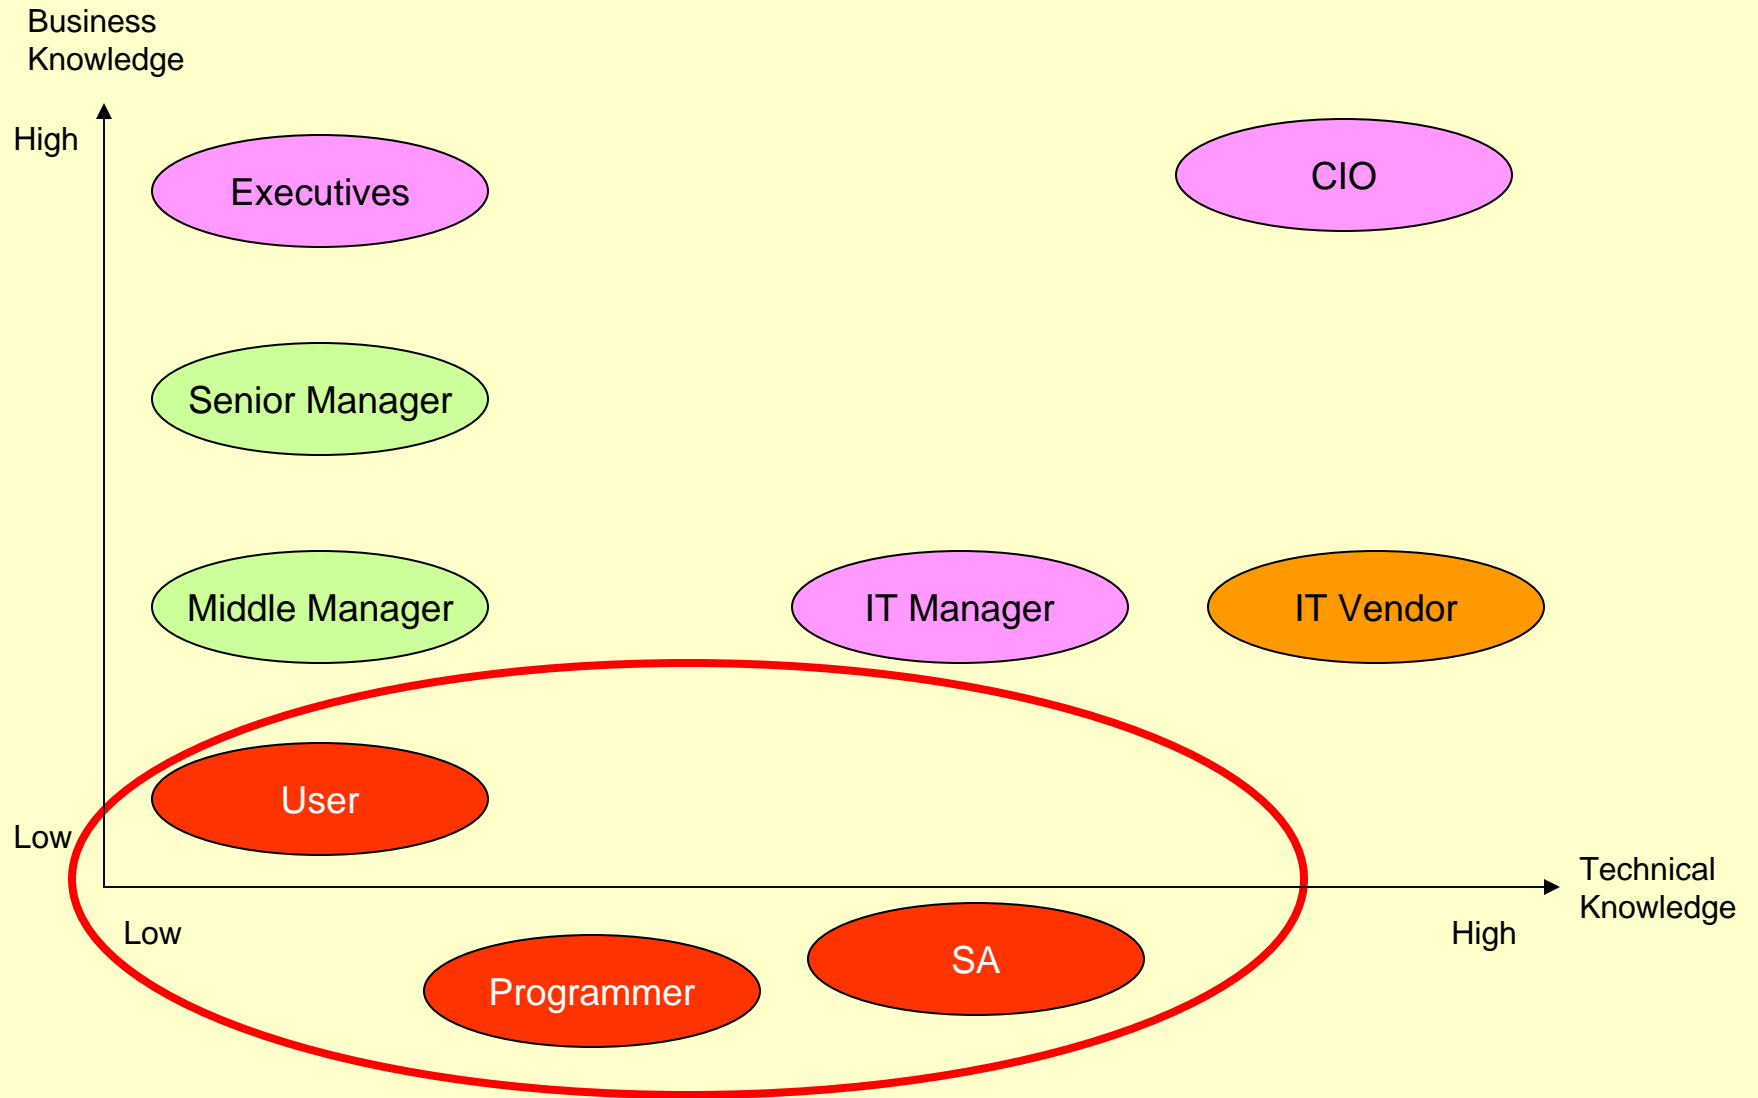 Business
Knowledge
High
Executives
CIO
Senior Manager
Middle Manager
IT Manager
IT Vendor
User
Low
Technical
Knowledge
Low
High
SA
Programmer